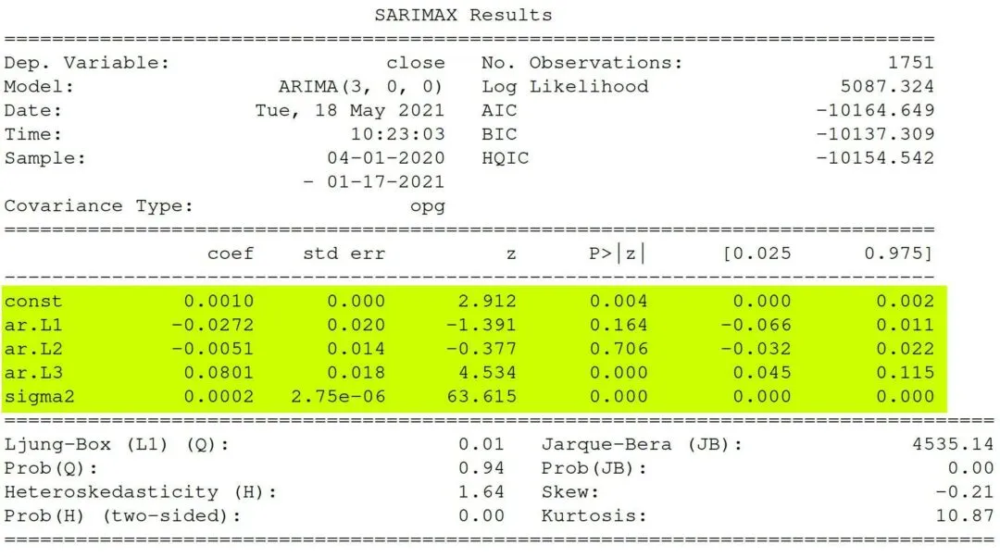 SARIMAX Results
==============================================================================
Dep. Variable: close No. Observations: 1751
Model: ARIMA(3, 0, 0) Log Likelihood 5087.324
Date: Tue, 18 May 2021 AIC -10164.649
Time: 10:23:03 BIC -10137.309
Sample: 04-01-2020 HQIC -10154.542
- 01-17-2021
Covariance Type: opg
==============================================================================
coef std err z P>|z| [0.025 0.975]
------------------------------------------------------------------------------
const 0.0010 0.000 2.912 0.004 0.000 0.002
ar.L1 -0.0272 0.020 -1.391 0.164 -0.066 0.011
ar.L2 -0.0051 0.014 -0.377 0.706 -0.032 0.022
ar.L3 0.0801 0.018 4.534 0.000 0.045 0.115
sigma2 0.0002 2.75e-06 63.615 0.000 0.000 0.000
===================================================================================
Ljung-Box (L1) (Q): 0.01 Jarque-Bera (JB): 4535.14
Prob(Q): 0.94 Prob(JB): 0.00
Heteroskedasticity (H): 1.64 Skew: -0.21
Prob(H) (two-sided): 0.00 Kurtosis: 10.87
===================================================================================